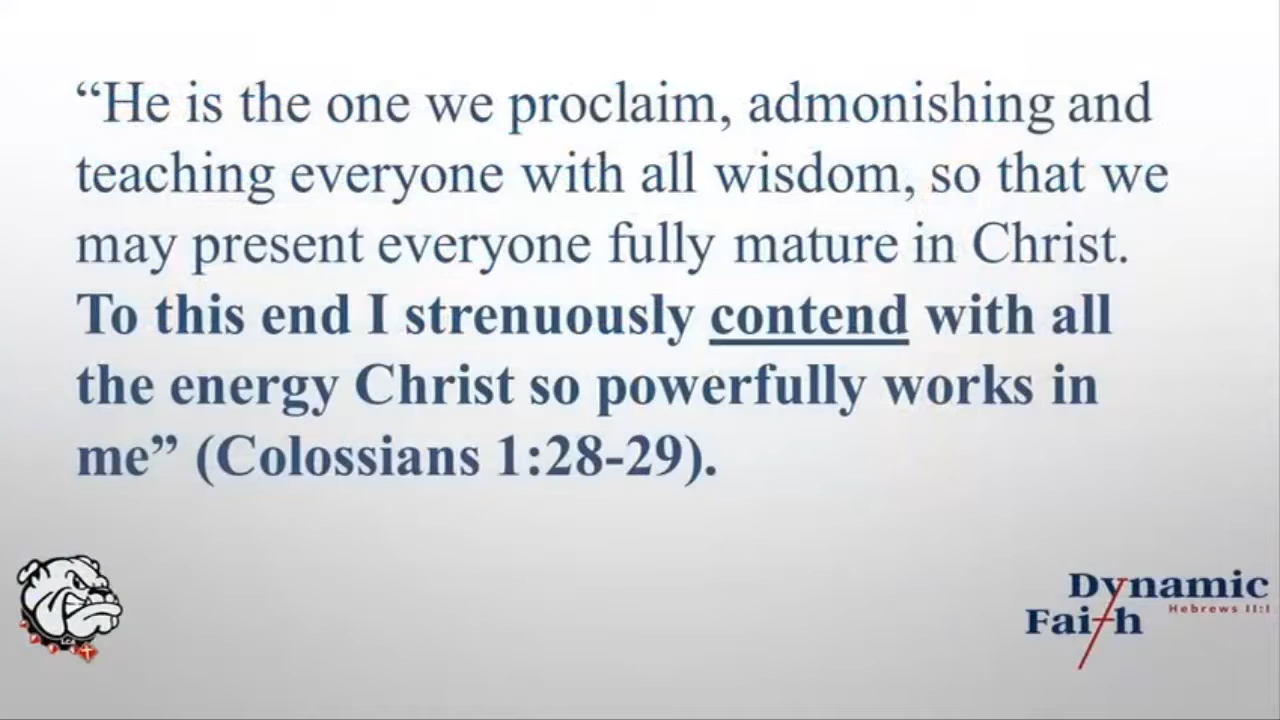 “He is the one we proclaim, admonishing and
teaching everyone with all wisdom, so that we
may present everyone fully mature in Christ.
To this end I strenuously contend with all
the energy Christ so powerfully works in
me” (Colossians 1:28-29).
LCA
Dynamic
Hebrews 11:1
Faith